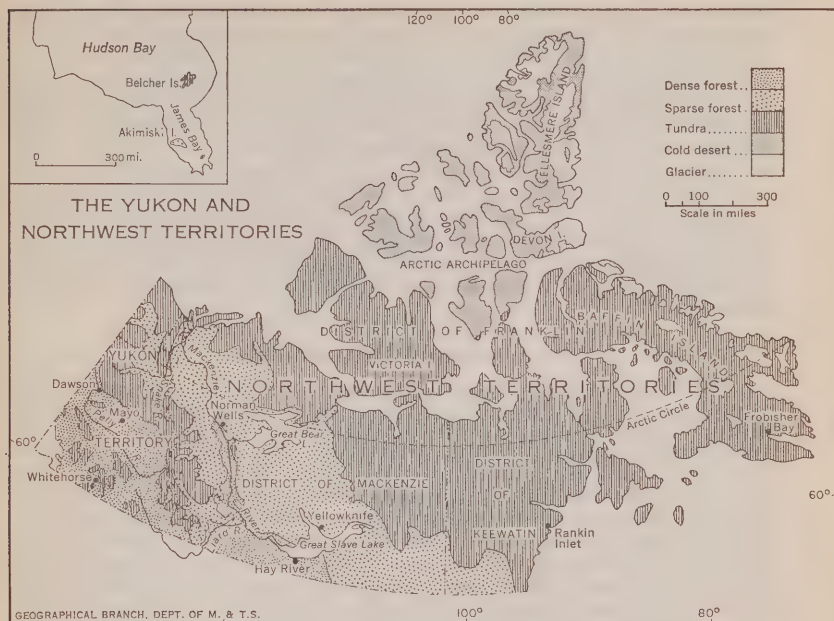 120° 100° 80°
Hudson Bay
Belcher Is.
James Bay
Akimiski I.
0 300 mi.
THE YUKON AND
NORTHWEST TERRITORIES
Dense forest..
Sparse forest.
Tundra.......
Cold desert...
Glacier.......
0 100 300
Scale in miles
ELLESMERE ISLAND
DEVON I.
ARCTIC ARCHIPELAGO
DISTRICT OF FRANKLIN
BAFFIN ISLAND
VICTORIA I.
NORTHWEST TERRITORIES
YUKON
TERRITORY
Mackenzie
River
Dawson
Mayo
Pelly
Norman
Wells
Great Bear
L.
Arctic Circle
Frobisher
Bay
60°
60°
Whitehorse
DISTRICT OF MACKENZIE
DISTRICT
OF
KEEWATIN
Yellowknife
Rankin
Inlet
Liard R.
Great Slave Lake
Hay River
GEOGRAPHICAL BRANCH, DEPT. OF M. & T.S.
100° 80°